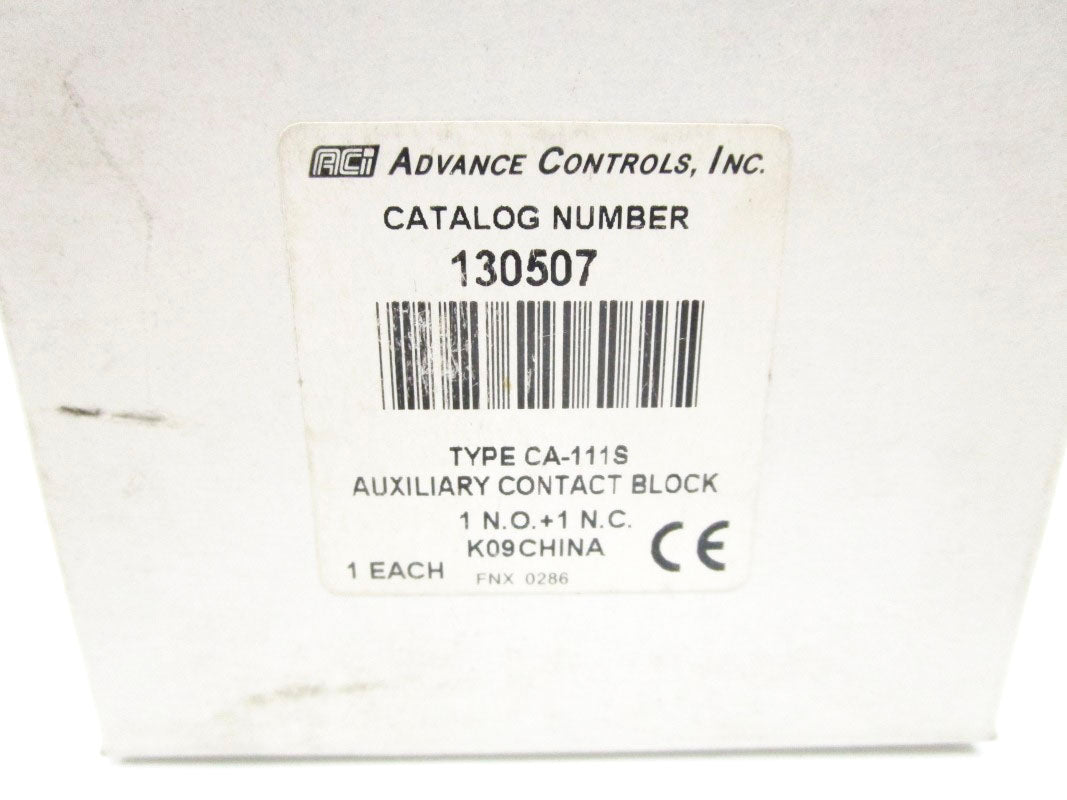 ACi ADVANCE CONTROLS, INC.
CATALOG NUMBER
130507
TYPE CA-111S
AUXILIARY CONTACT BLOCK
1 N.O.+1 N.C.
K09CHINA CE
1 EACH FNX 0286